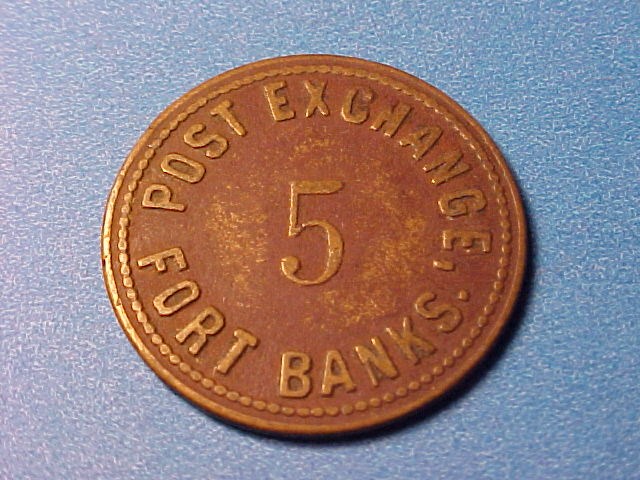 POST EXCHANGE,
5
FORT BANKS.